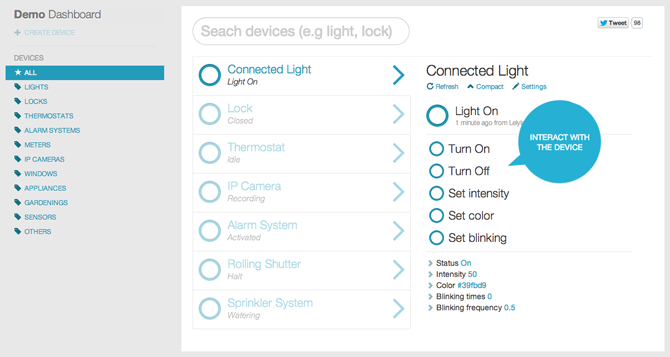 Demo Dashboard
CREATE DEVICE
DEVICES
ALL
LIGHTS
LOCKS
THERMOSTATS
ALARM SYSTEMS
METERS
IP CAMERAS
WINDOWS
APPLIANCES
GARDENINGS
SENSORS
OTHERS
Seach devices (e.g light, lock)
Tweet 98
Connected Light
Light On
Lock
Closed
Thermostat
Idle
IP Camera
Recording
Alarm System
Activated
Rolling Shutter
Halt
Sprinkler System
Watering
Connected Light
Refresh Compact Settings
Light On
1 minute ago from
INTERACT WITH
THE DEVICE
Turn On
Turn Off
Set intensity
Set color
Set blinking
Status On
Intensity 50
Color #39fbd9
Blinking times 0
Blinking frequency 0.5